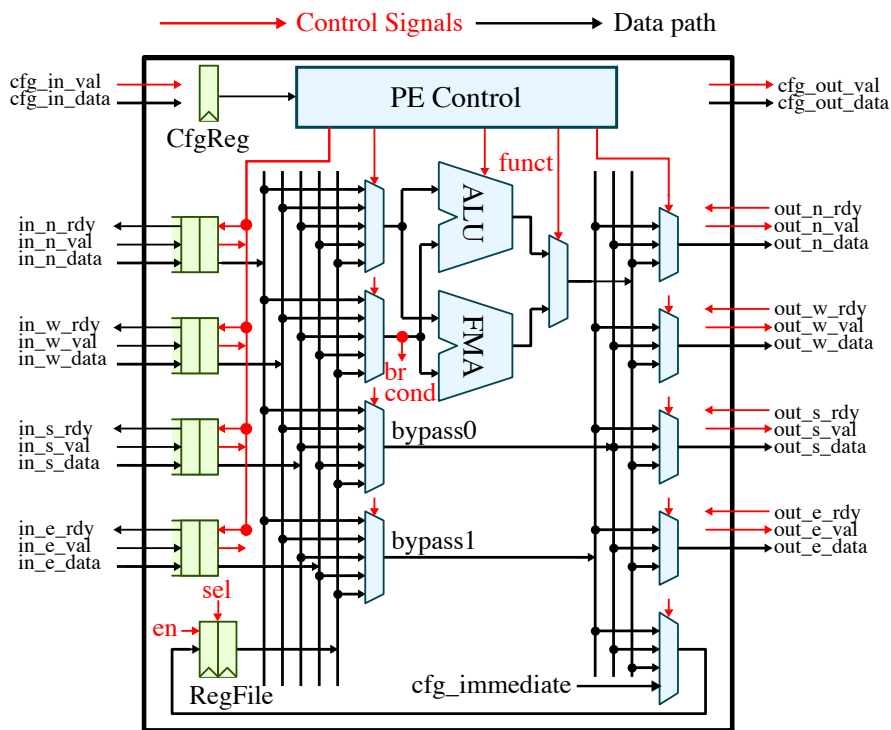 Control Signals
Data path
cfg_in_val
cfg_in_data
CfgReg
PE Control
cfg_out_val
cfg_out_data
funct
ALU
in_n_rdy
in_n_val
in_n_data
out_n_rdy
out_n_val
out_n_data
in_w_rdy
in_w_val
in_w_data
FMA
br
cond
out_w_rdy
out_w_val
out_w_data
in_s_rdy
in_s_val
in_s_data
bypass0
out_s_rdy
out_s_val
out_s_data
in_e_rdy
in_e_val
in_e_data
bypass1
out_e_rdy
out_e_val
out_e_data
sel
en
RegFile
cfg_immediate